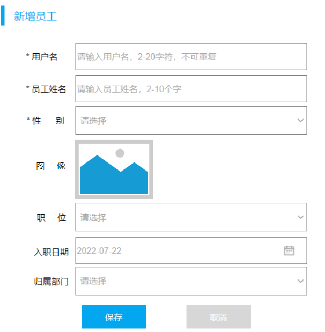 新增员工
* 用户名 请输入用户名，2-20字符，不可重复
* 员工姓名 请输入员工姓名，2-10个字
* 性 别 请选择
图 像
职 位 请选择
入职日期 2022-07-22
归属部门 请选择
保存 取消